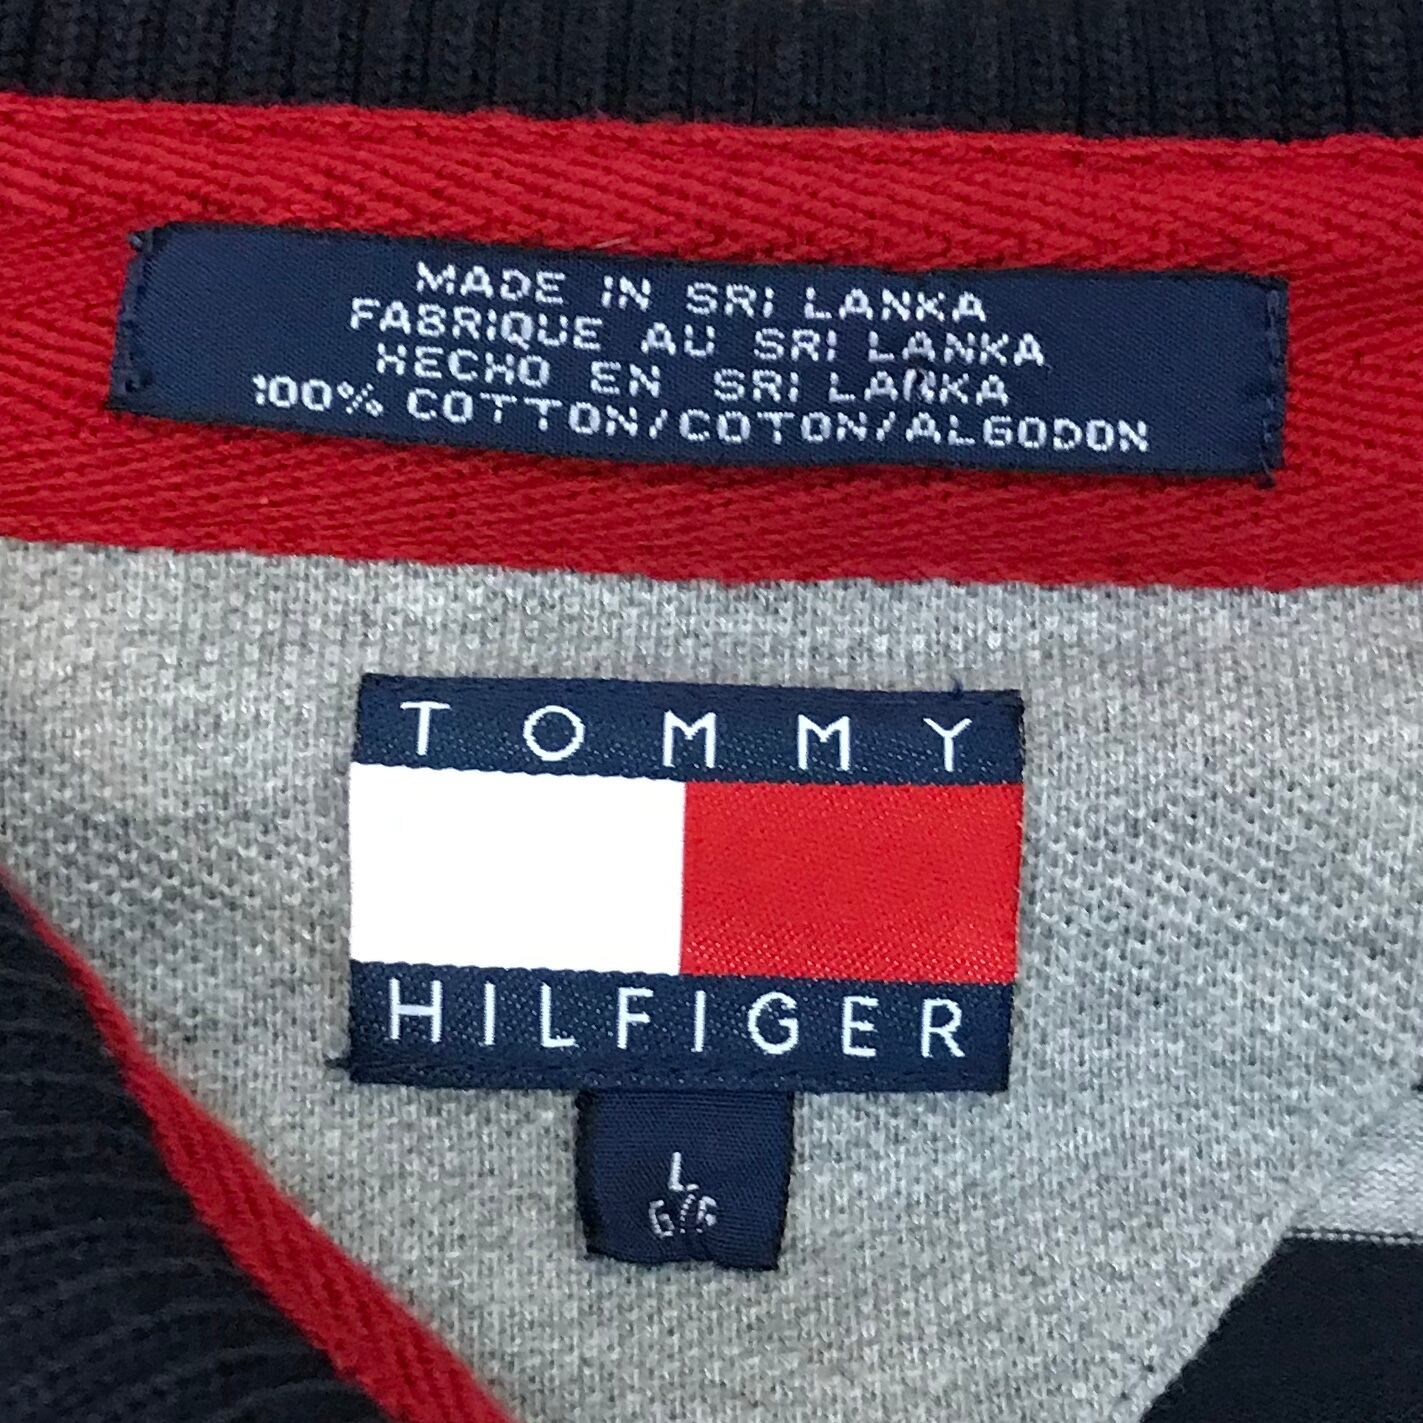 MADE IN SRI LANKA
FABRIQUE AU SRI LANKA
HECHO EN SRI LANKA
100% COTTON/COTON/ALGODON
TOMMY
HILFIGER
L
G/G